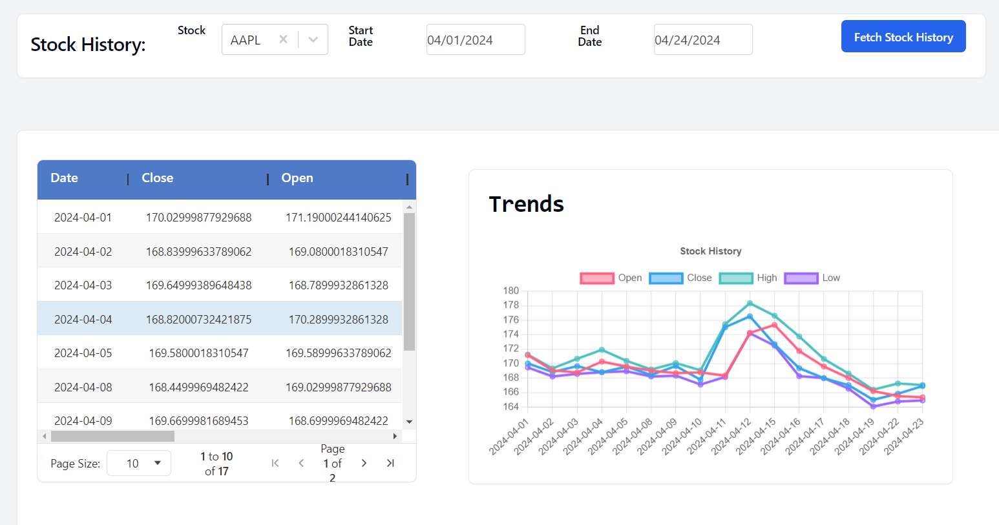 Stock History:
Stock
AAPL
Start
Date
04/01/2024
End
Date
04/24/2024
Fetch Stock History
Date Close Open
2024-04-01 170.02999877929688 171.19000244140625
2024-04-02 168.83999633789062 169.0800018310547
2024-04-03 169.64999389648438 168.7899932861328
2024-04-04 168.82000732421875 170.2899932861328
2024-04-05 169.5800018310547 169.58999633789062
2024-04-08 168.4499969482422 169.02999877929688
2024-04-09 169.6699981689453 168.6999969482422
Page Size: 10
1 to 10
of 17
Page
1 of
2
Trends
Stock History
Open Close High Low
180
178
176
174
172
170
168
166
164
2024-04-01
2024-04-02
2024-04-03
2024-04-04
2024-04-05
2024-04-08
2024-04-09
2024-04-10
2024-04-11
2024-04-12
2024-04-15
2024-04-16
2024-04-17
2024-04-18
2024-04-19
2024-04-22
2024-04-23